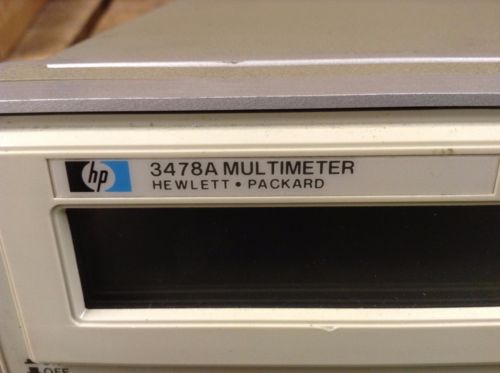 hp
3478A MULTIMETER
HEWLETT • PACKARD
OFF